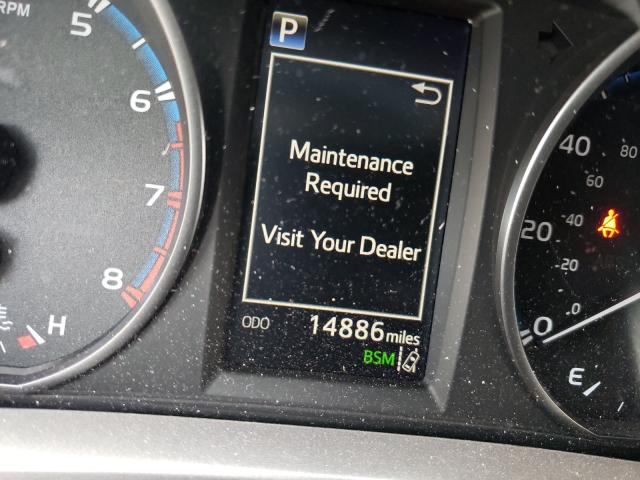 RPM
5
6
7
8
H
P
Maintenance
Required
Visit Your Dealer
ODO 14886 miles
BSM
40
80
60
20
40
20
0
0
E